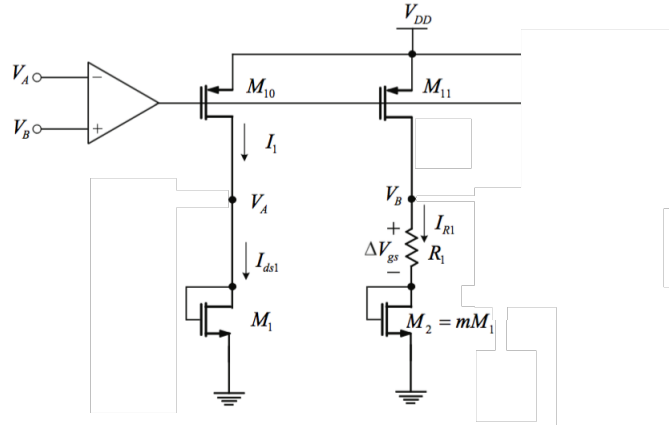 V_DD
V_A
−
M_10
M_11
V_B
+
I_1
V_A
V_B
+
I_R1
ΔV_gs
R_1
I_ds1
−
M_1
M_2 = mM_1